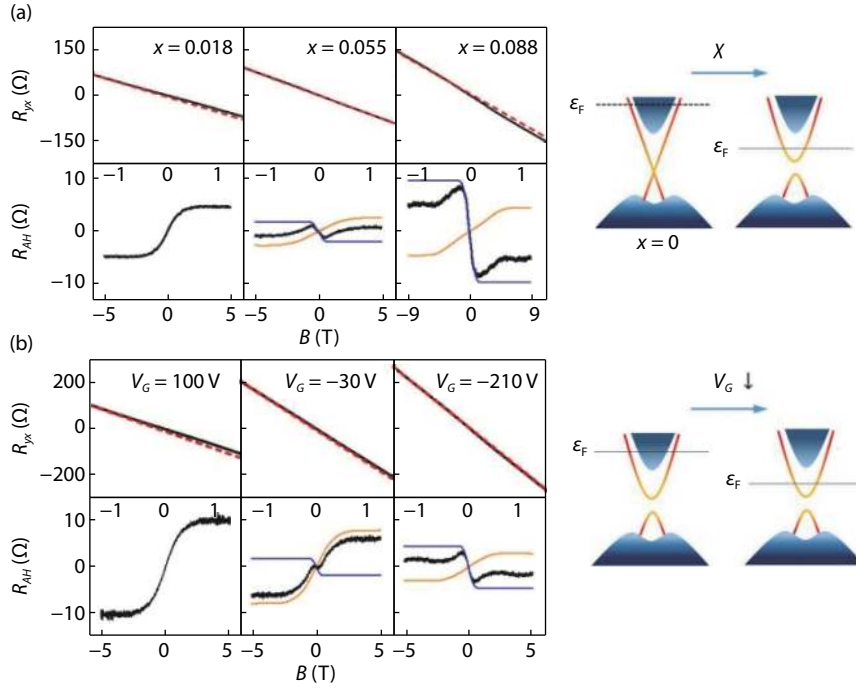 (a)
x = 0.018
x = 0.055
x = 0.088
150
0
−150
R_yx (Ω)
−1 0 1
−1 0 1
−1 0 1
10
0
−10
R_AH (Ω)
−5 0 5
−5 0 5
−9 0 9
B (T)
χ
ε_F
ε_F
x = 0
(b)
V_G = 100 V
V_G = −30 V
V_G = −210 V
200
0
−200
R_yx (Ω)
−1 0 1
−1 0 1
−1 0 1
10
0
−10
R_AH (Ω)
−5 0 5
−5 0 5
−5 0 5
B (T)
V_G ↓
ε_F
ε_F